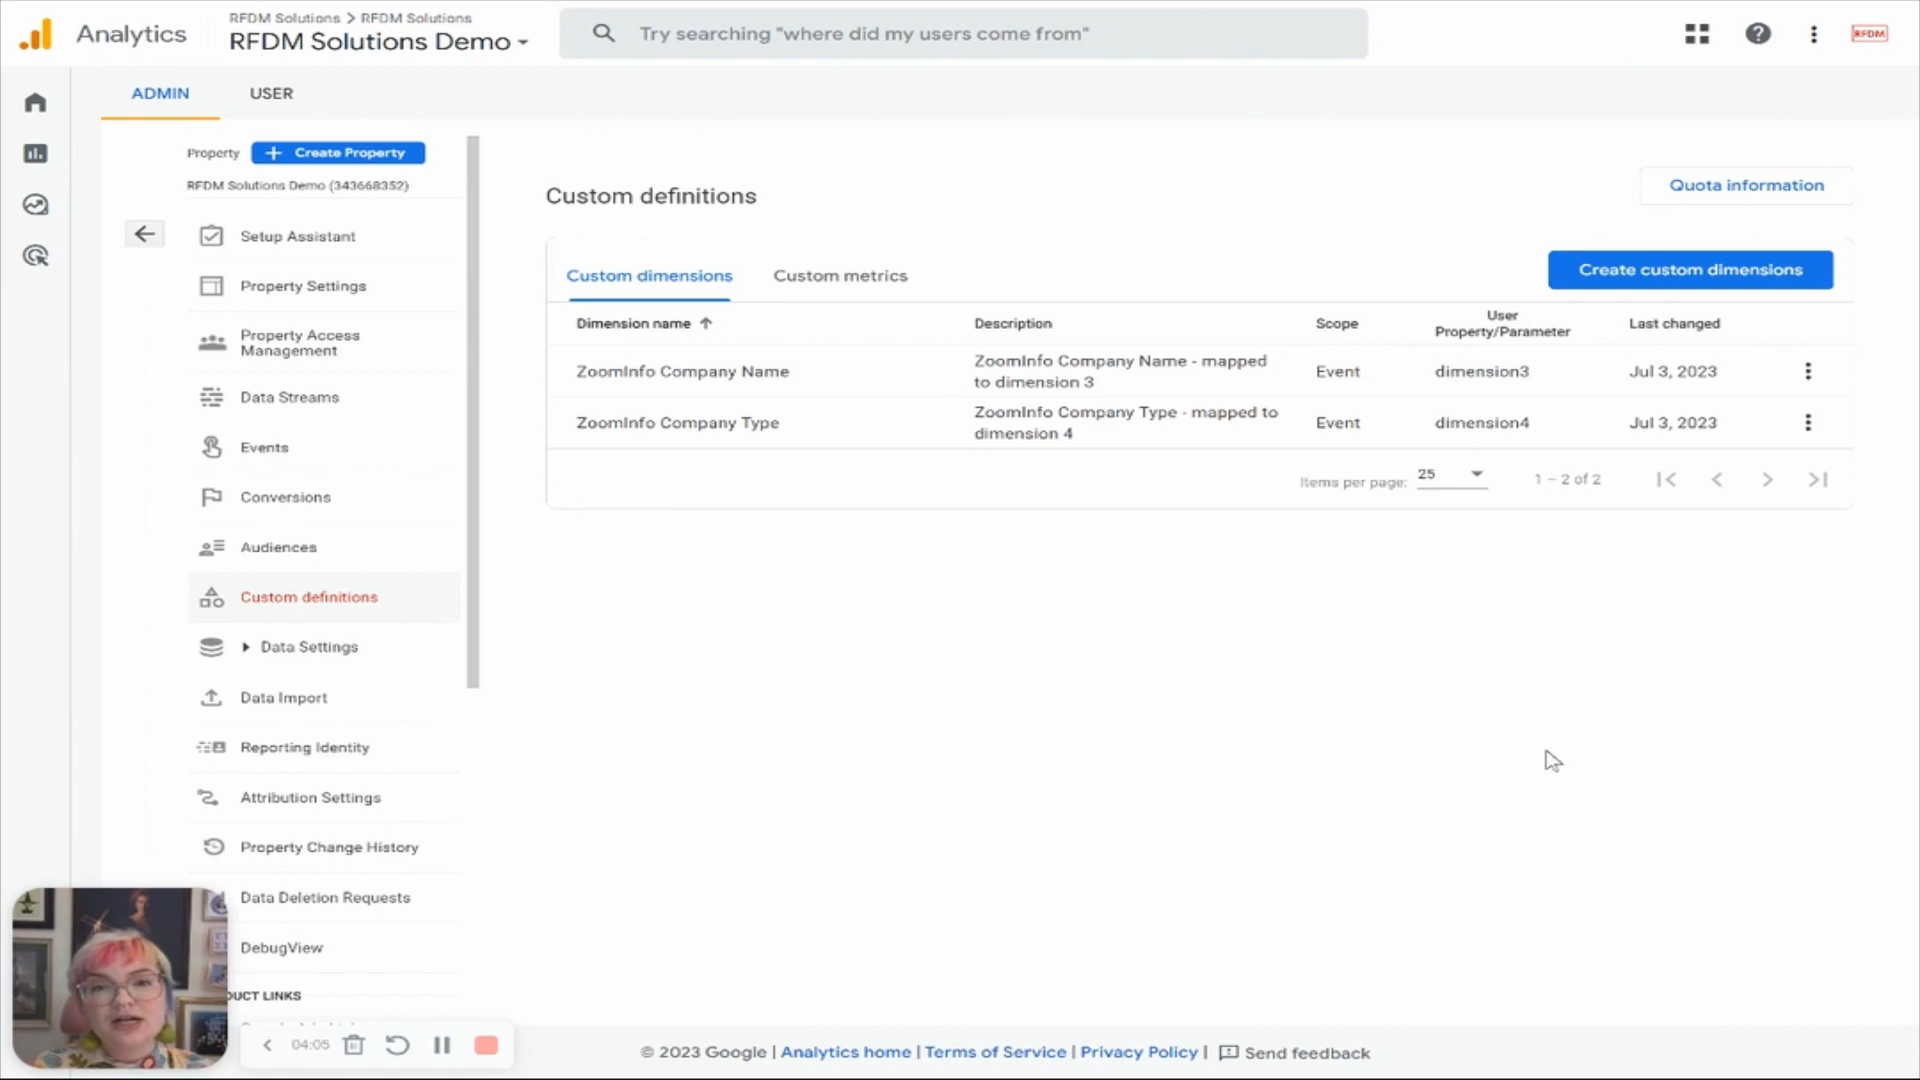 Analytics
RFDM Solutions > RFDM Solutions
RFDM Solutions Demo
Try searching "where did my users come from"
RFDM
ADMIN
USER
Property
Create Property
RFDM Solutions Demo (343668352)
Setup Assistant
Property Settings
Property Access
Management
Data Streams
Events
Conversions
Audiences
Custom definitions
Data Settings
Data Import
Reporting Identity
Attribution Settings
Property Change History
Data Deletion Requests
DebugView
UCT LINKS
Custom definitions
Quota information
Custom dimensions
Custom metrics
Create custom dimensions
Dimension name
Description
Scope
User
Property/Parameter
Last changed
ZoomInfo Company Name
ZoomInfo Company Name - mapped
to dimension 3
Event
dimension3
Jul 3, 2023
ZoomInfo Company Type
ZoomInfo Company Type - mapped to
dimension 4
Event
dimension4
Jul 3, 2023
Items per page:
25
1 – 2 of 2
04:05
© 2023 Google | Analytics home | Terms of Service | Privacy Policy |
Send feedback